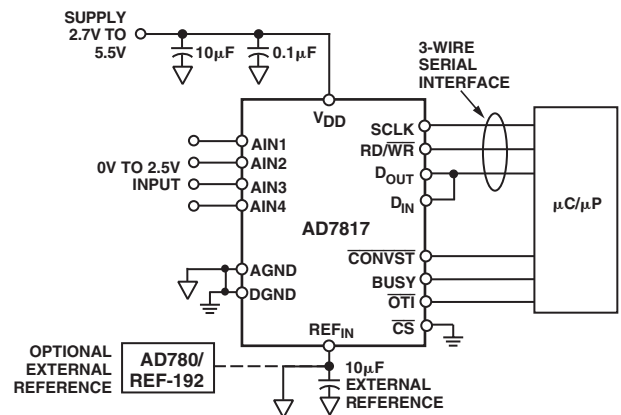 SUPPLY
2.7V TO
5.5V
10μF
0.1μF
3-WIRE
SERIAL
INTERFACE
VDD
AIN1
AIN2
AIN3
AIN4
0V TO 2.5V
INPUT
SCLK
RD/WR
DOUT
DIN
AD7817
μC/μP
CONVST
BUSY
OTI
CS
AGND
DGND
REFIN
OPTIONAL
EXTERNAL
REFERENCE
AD780/
REF-192
10μF
EXTERNAL
REFERENCE